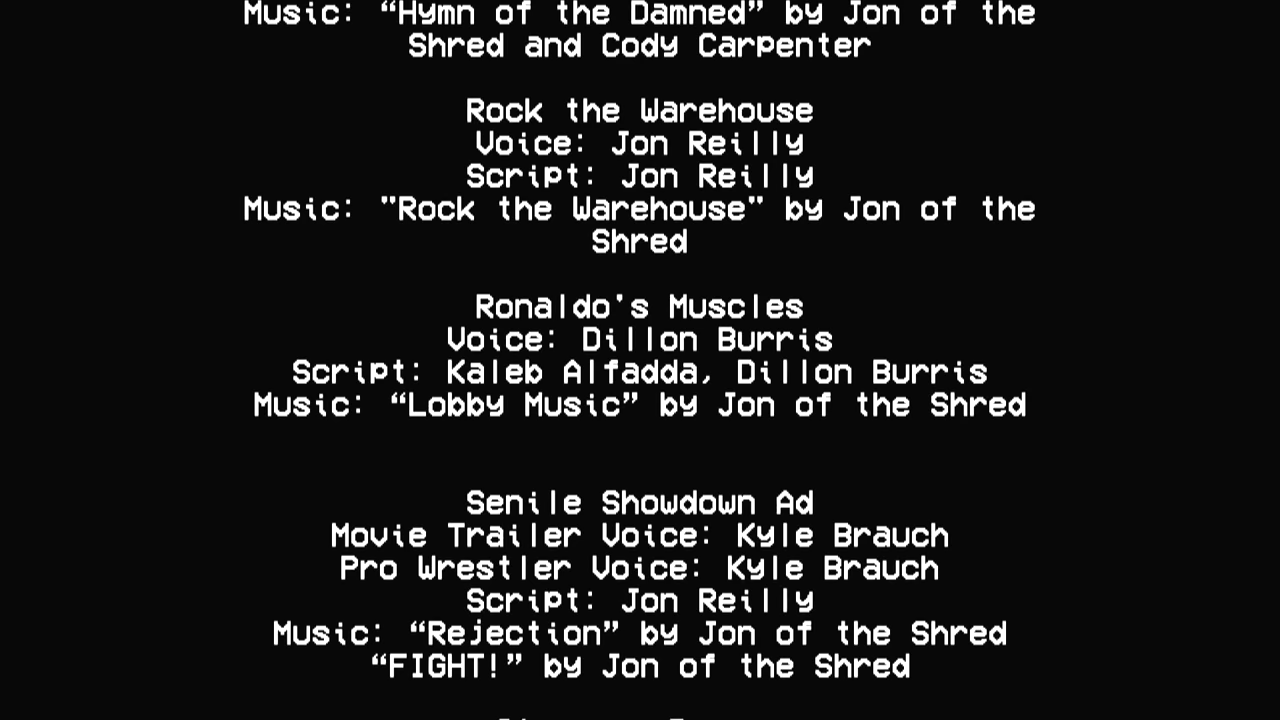 Music: “Hymn of the Damned” by Jon of the
Shred and Cody Carpenter
Rock the Warehouse
Voice: Jon Reilly
Script: Jon Reilly
Music: "Rock the Warehouse" by Jon of the
Shred
Ronaldo's Muscles
Voice: Dillon Burris
Script: Kaleb Alfadda, Dillon Burris
Music: “Lobby Music” by Jon of the Shred
Senile Showdown Ad
Movie Trailer Voice: Kyle Brauch
Pro Wrestler Voice: Kyle Brauch
Script: Jon Reilly
Music: “Rejection” by Jon of the Shred
“FIGHT!” by Jon of the Shred